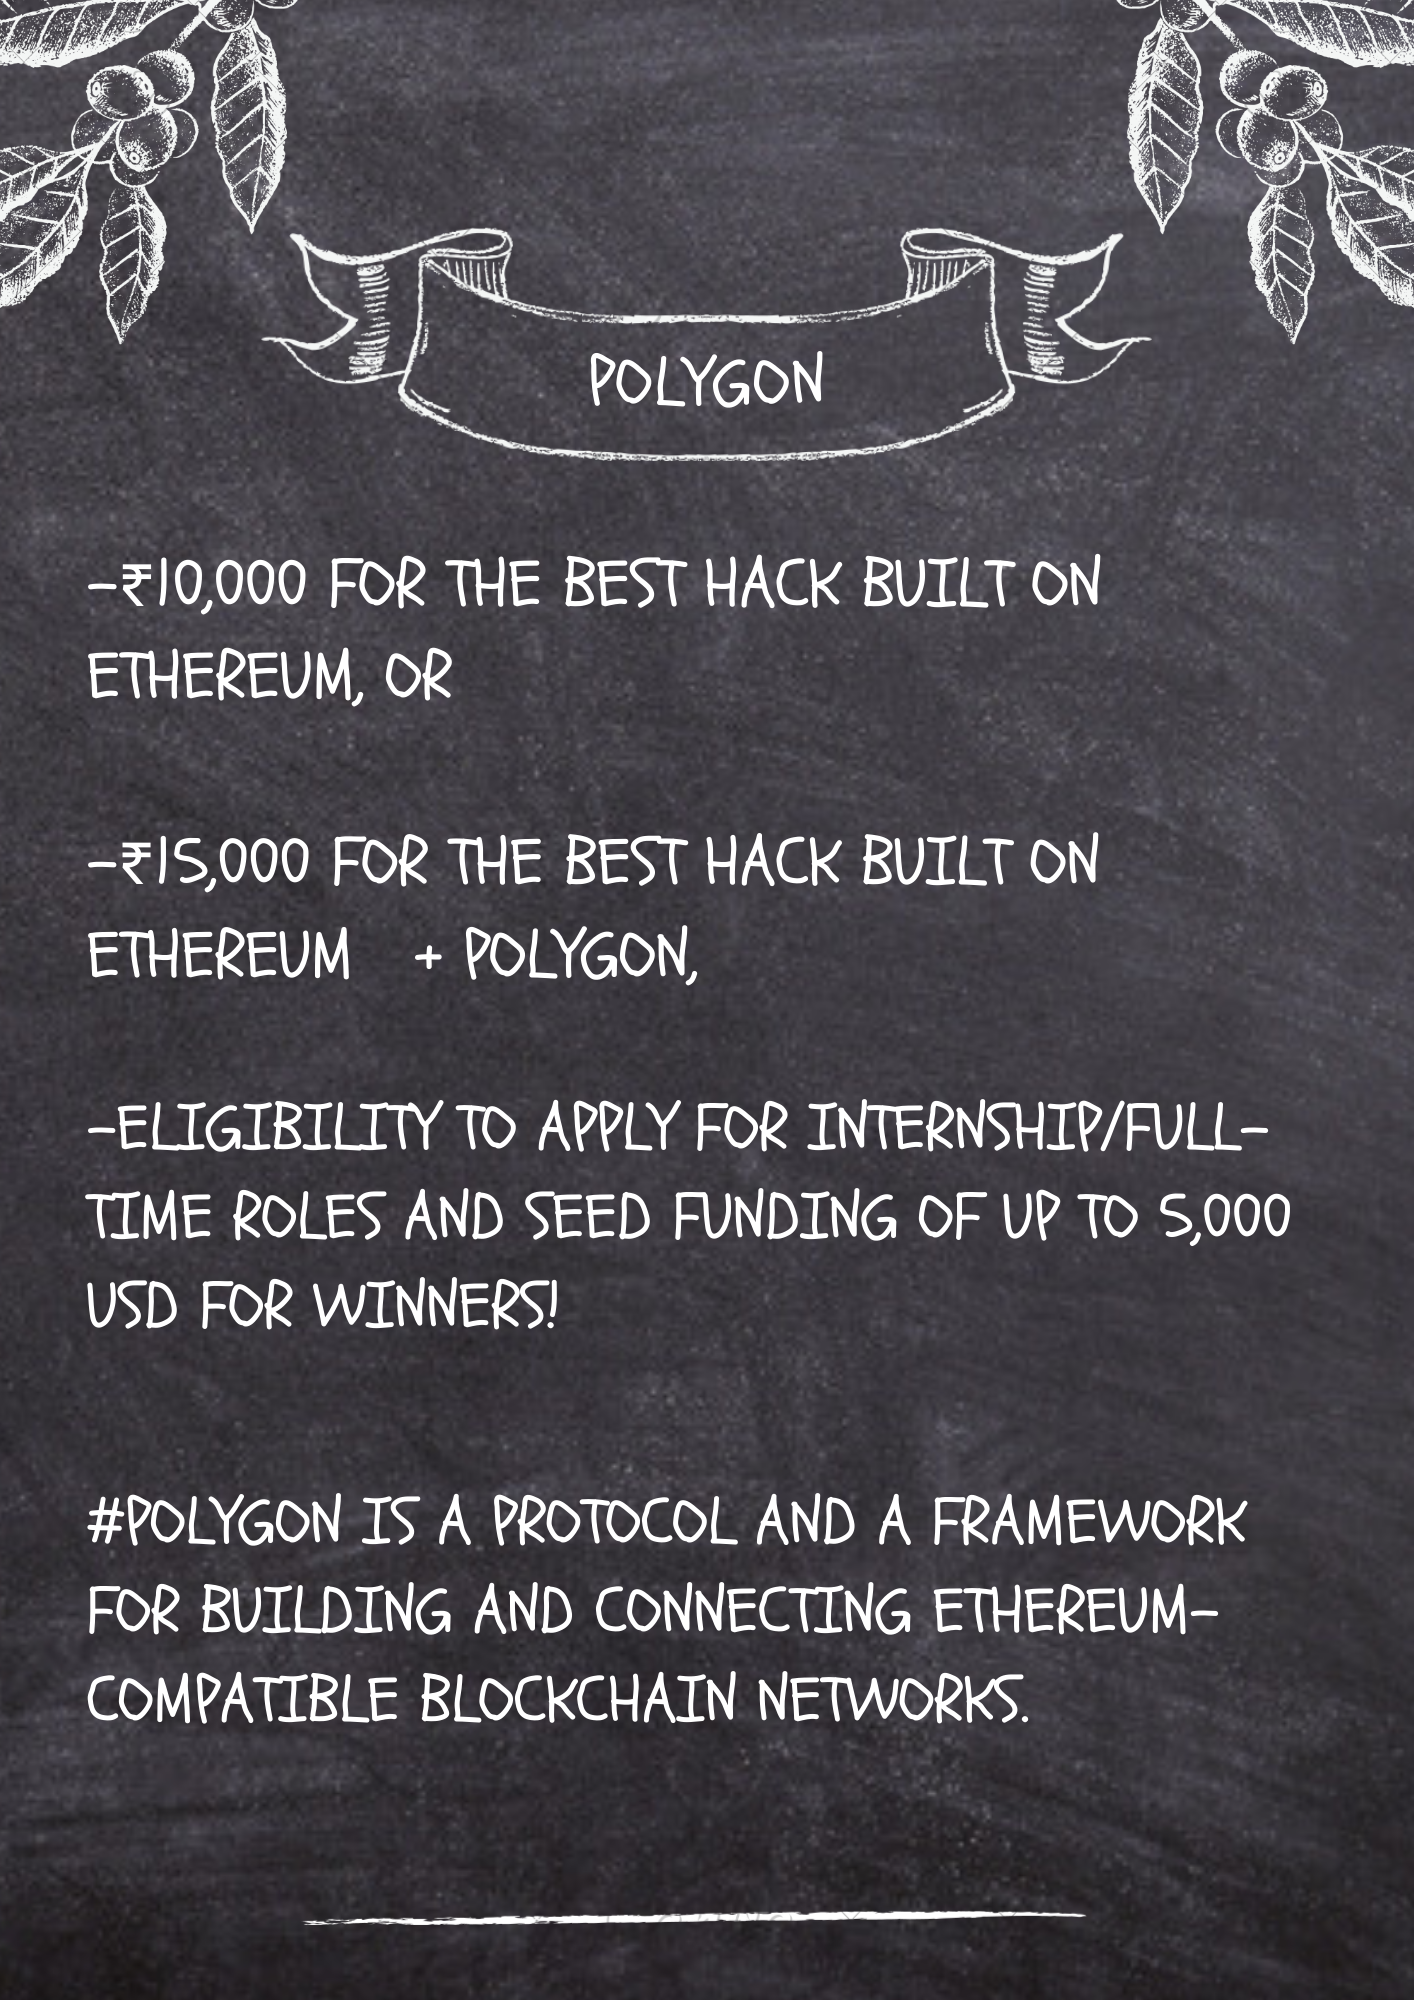 POLYGON
-₹10,000 FOR THE BEST HACK BUILT ON
ETHEREUM, OR
-₹15,000 FOR THE BEST HACK BUILT ON
ETHEREUM + POLYGON,
-ELIGIBILITY TO APPLY FOR INTERNSHIP/FULL-
TIME ROLES AND SEED FUNDING OF UP TO 5,000
USD FOR WINNERS!
#POLYGON IS A PROTOCOL AND A FRAMEWORK
FOR BUILDING AND CONNECTING ETHEREUM-
COMPATIBLE BLOCKCHAIN NETWORKS.